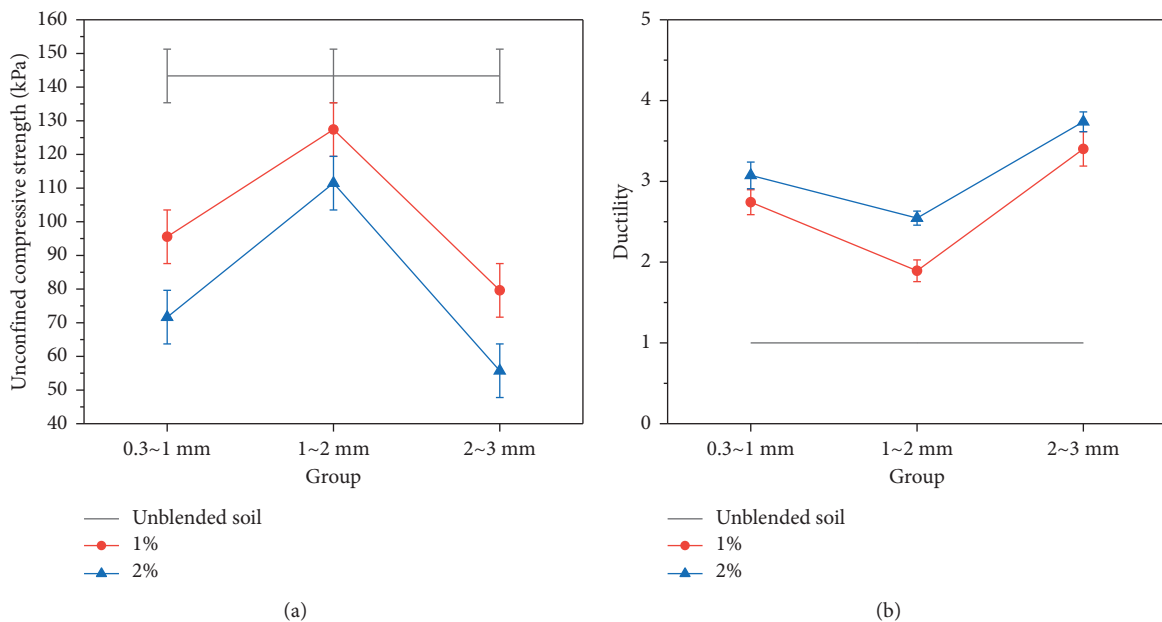 160
150
140
130
120
110
100
90
80
70
60
50
40
Unconfined compressive strength (kPa)
0.3~1 mm 1~2 mm 2~3 mm
Group
Unblended soil
1%
2%
(a)
5
4
3
2
1
0
Ductility
0.3~1 mm 1~2 mm 2~3 mm
Group
Unblended soil
1%
2%
(b)